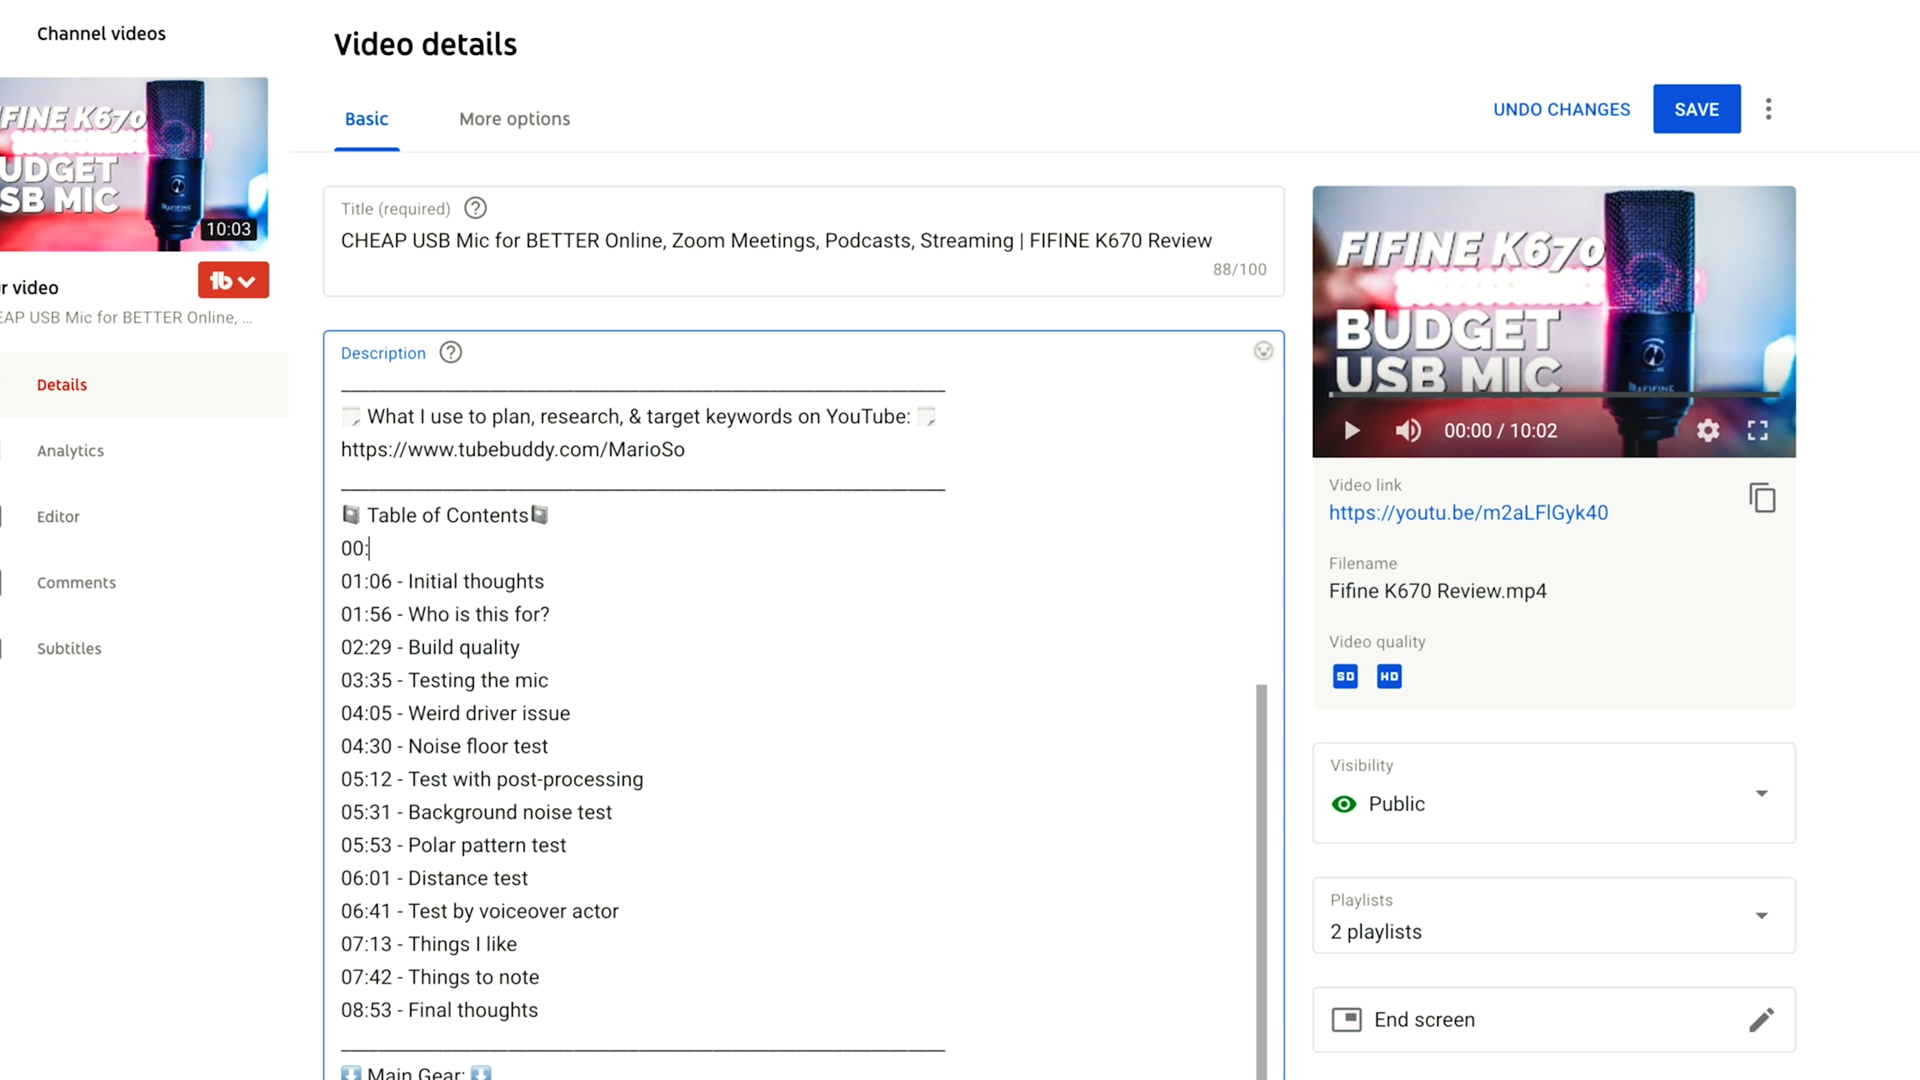 Channel videos
FINE K670
UDGET
SB MIC
10:03
r video
EAP USB Mic for BETTER Online, ...
Details
Analytics
Editor
Comments
Subtitles
Video details
Basic
More options
UNDO CHANGES
SAVE
Title (required)
CHEAP USB Mic for BETTER Online, Zoom Meetings, Podcasts, Streaming | FIFINE K670 Review
88/100
Description
What I use to plan, research, & target keywords on YouTube:
https://www.tubebuddy.com/MarioSo
Table of Contents
00:
01:06 - Initial thoughts
01:56 - Who is this for?
02:29 - Build quality
03:35 - Testing the mic
04:05 - Weird driver issue
04:30 - Noise floor test
05:12 - Test with post-processing
05:31 - Background noise test
05:53 - Polar pattern test
06:01 - Distance test
06:41 - Test by voiceover actor
07:13 - Things I like
07:42 - Things to note
08:53 - Final thoughts
Main Gear:
FIFINE K670
BUDGET
USB MIC
FIFINE
00:00 / 10:02
Video link
https://youtu.be/m2aLFlGyk40
Filename
Fifine K670 Review.mp4
Video quality
SD HD
Visibility
Public
Playlists
2 playlists
End screen